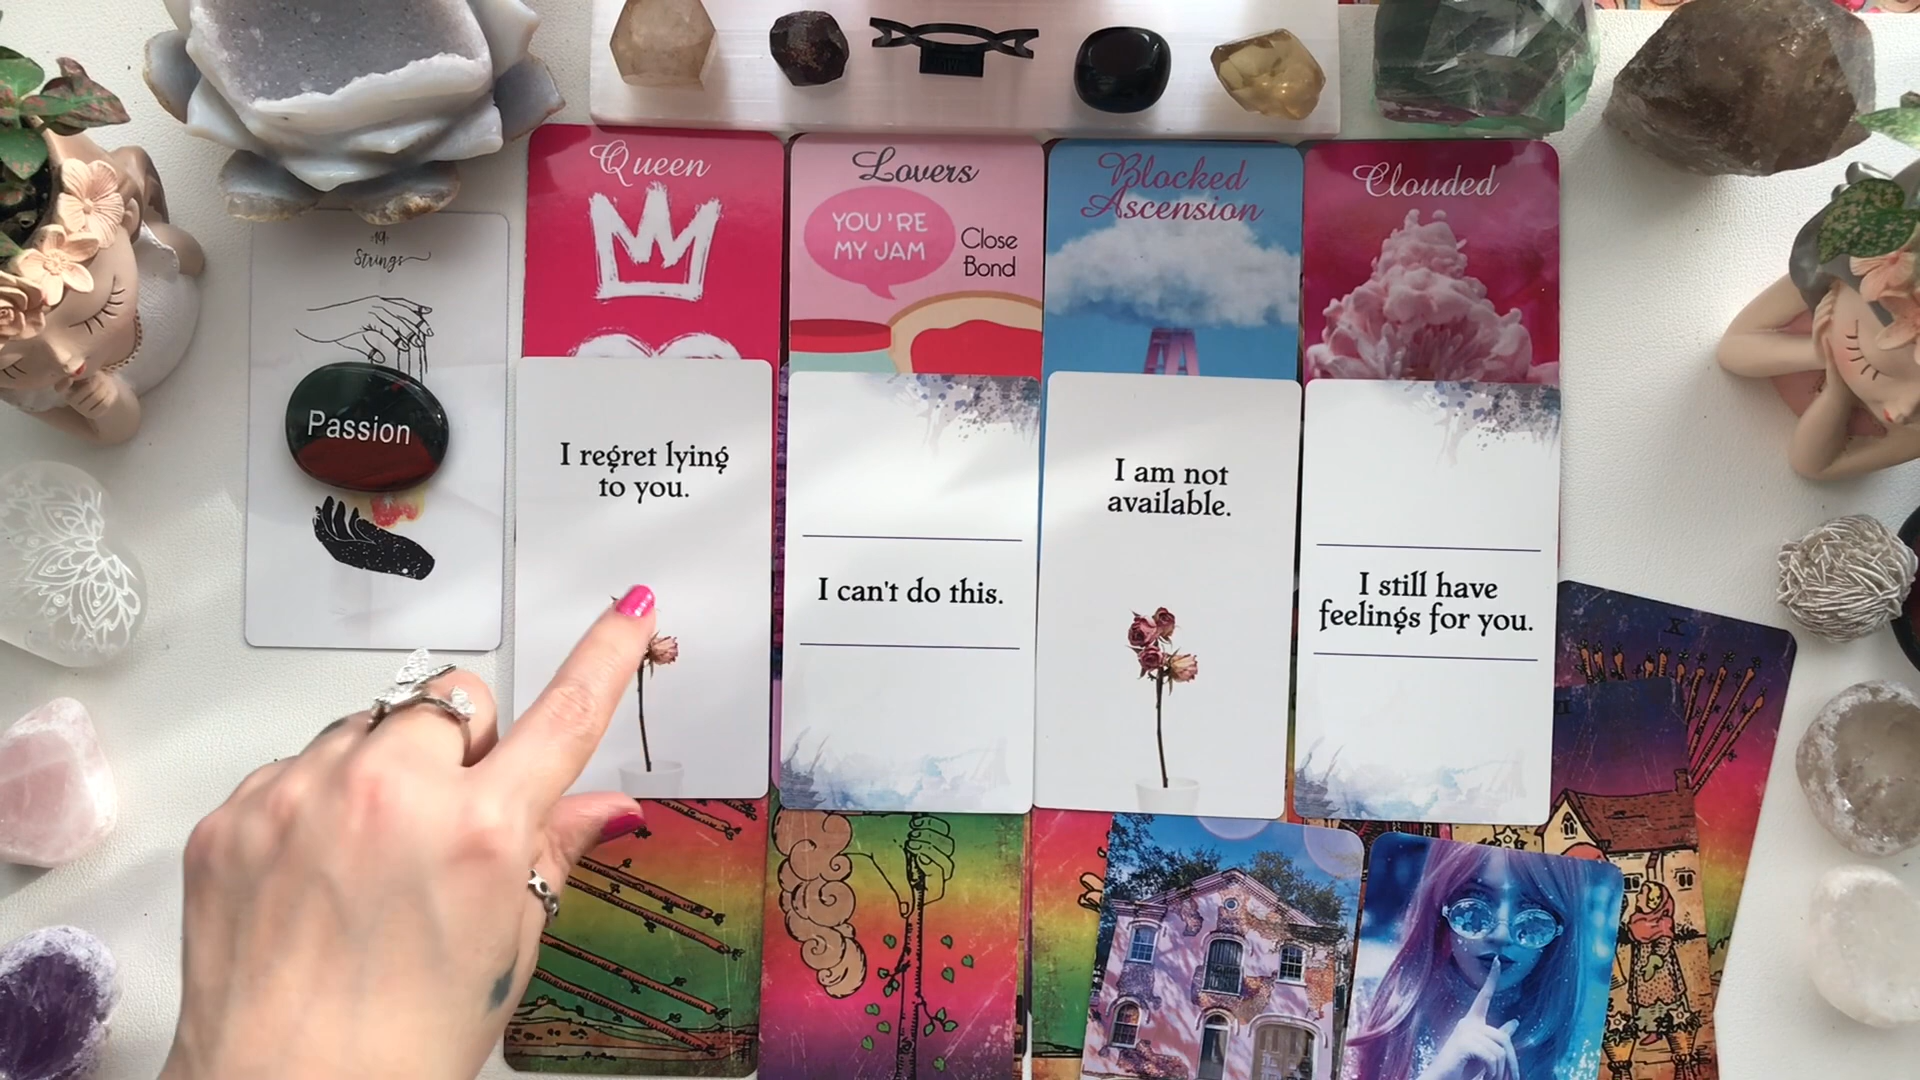 Queen
Lovers
YOU'RE
MY JAM
Close
Bond
Blocked
Ascension
Clouded
Strings
Passion
I regret lying
to you.
I can't do this.
I am not
available.
I still have
feelings for you.
X